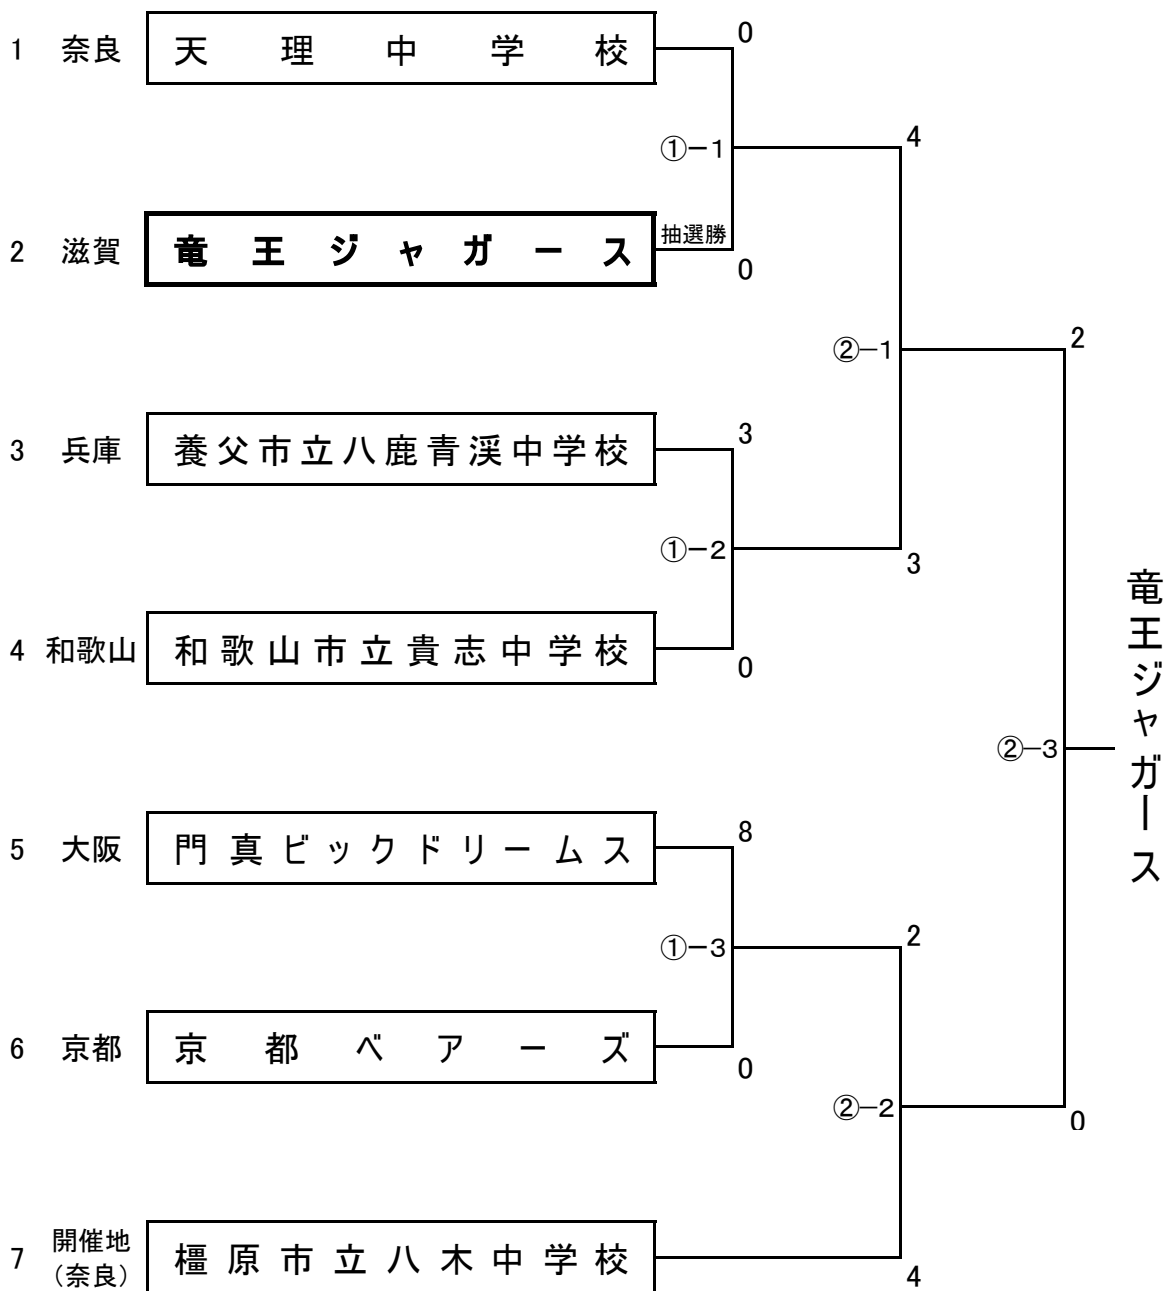 1 奈良 天理中学校
0
①−1
4
2 滋賀 竜王ジャガース
抽選勝
0
②−1
2
3 兵庫 養父市立八鹿青渓中学校
3
①−2
3
4 和歌山 和歌山市立貴志中学校
0
竜王ジャガース
②−3
5 大阪 門真ビックドリームス
8
①−3
2
6 京都 京都ベアーズ
0
②−2
0
7 開催地
(奈良)
橿原市立八木中学校
4